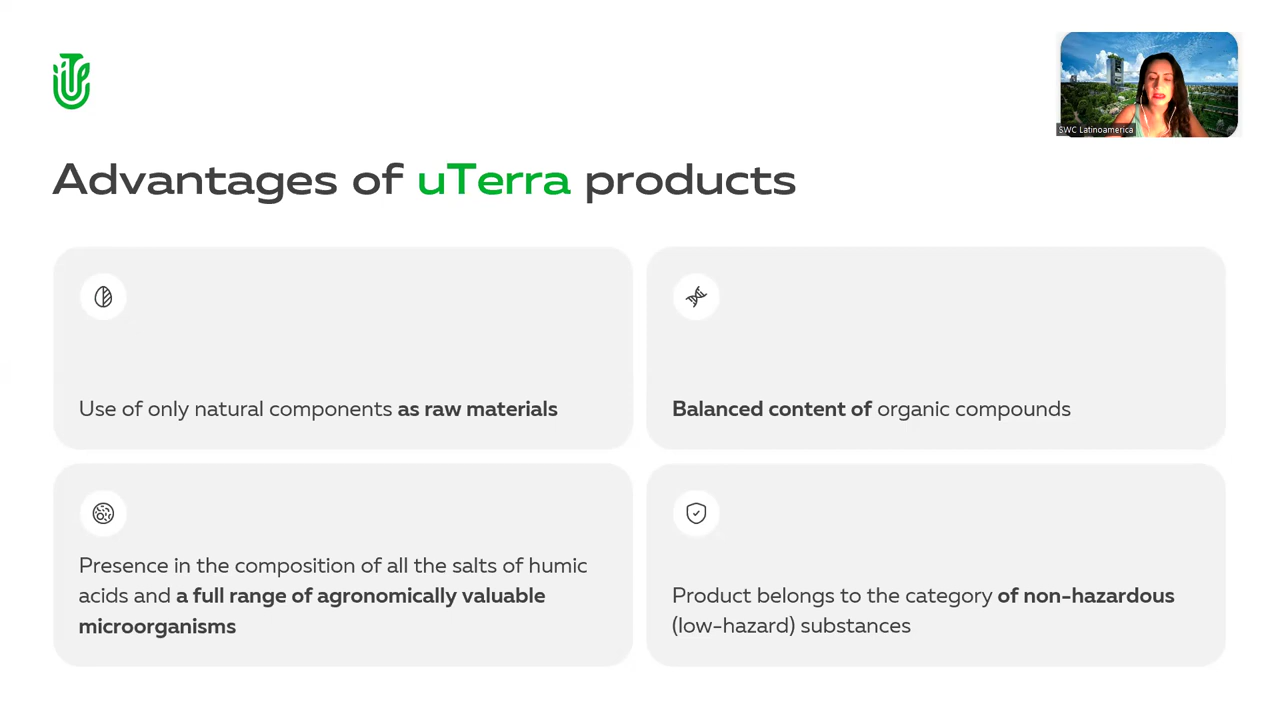 SWC Latinoamerica
Advantages of uTerra products
Use of only natural components as raw materials
Balanced content of organic compounds
Presence in the composition of all the salts of humic
acids and a full range of agronomically valuable
microorganisms
Product belongs to the category of non-hazardous
(low-hazard) substances